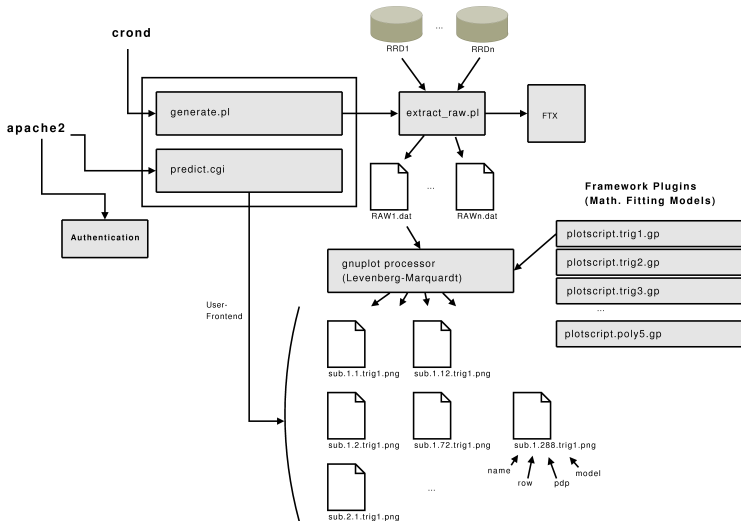 crond
...
RRD1
RRDn
generate.pl
extract_raw.pl
FTX
apache2
predict.cgi
...
RAW1.dat
RAWn.dat
Framework Plugins
(Math. Fitting Models)
Authentication
plotscript.trig1.gp
gnuplot processor
(Levenberg-Marquardt)
plotscript.trig2.gp
plotscript.trig3.gp
...
plotscript.poly5.gp
User-
Frontend
sub.1.1.trig1.png
sub.1.12.trig1.png
sub.1.2.trig1.png
sub.1.72.trig1.png
sub.1.288.trig1.png
name
row
pdp
model
...
sub.2.1.trig1.png